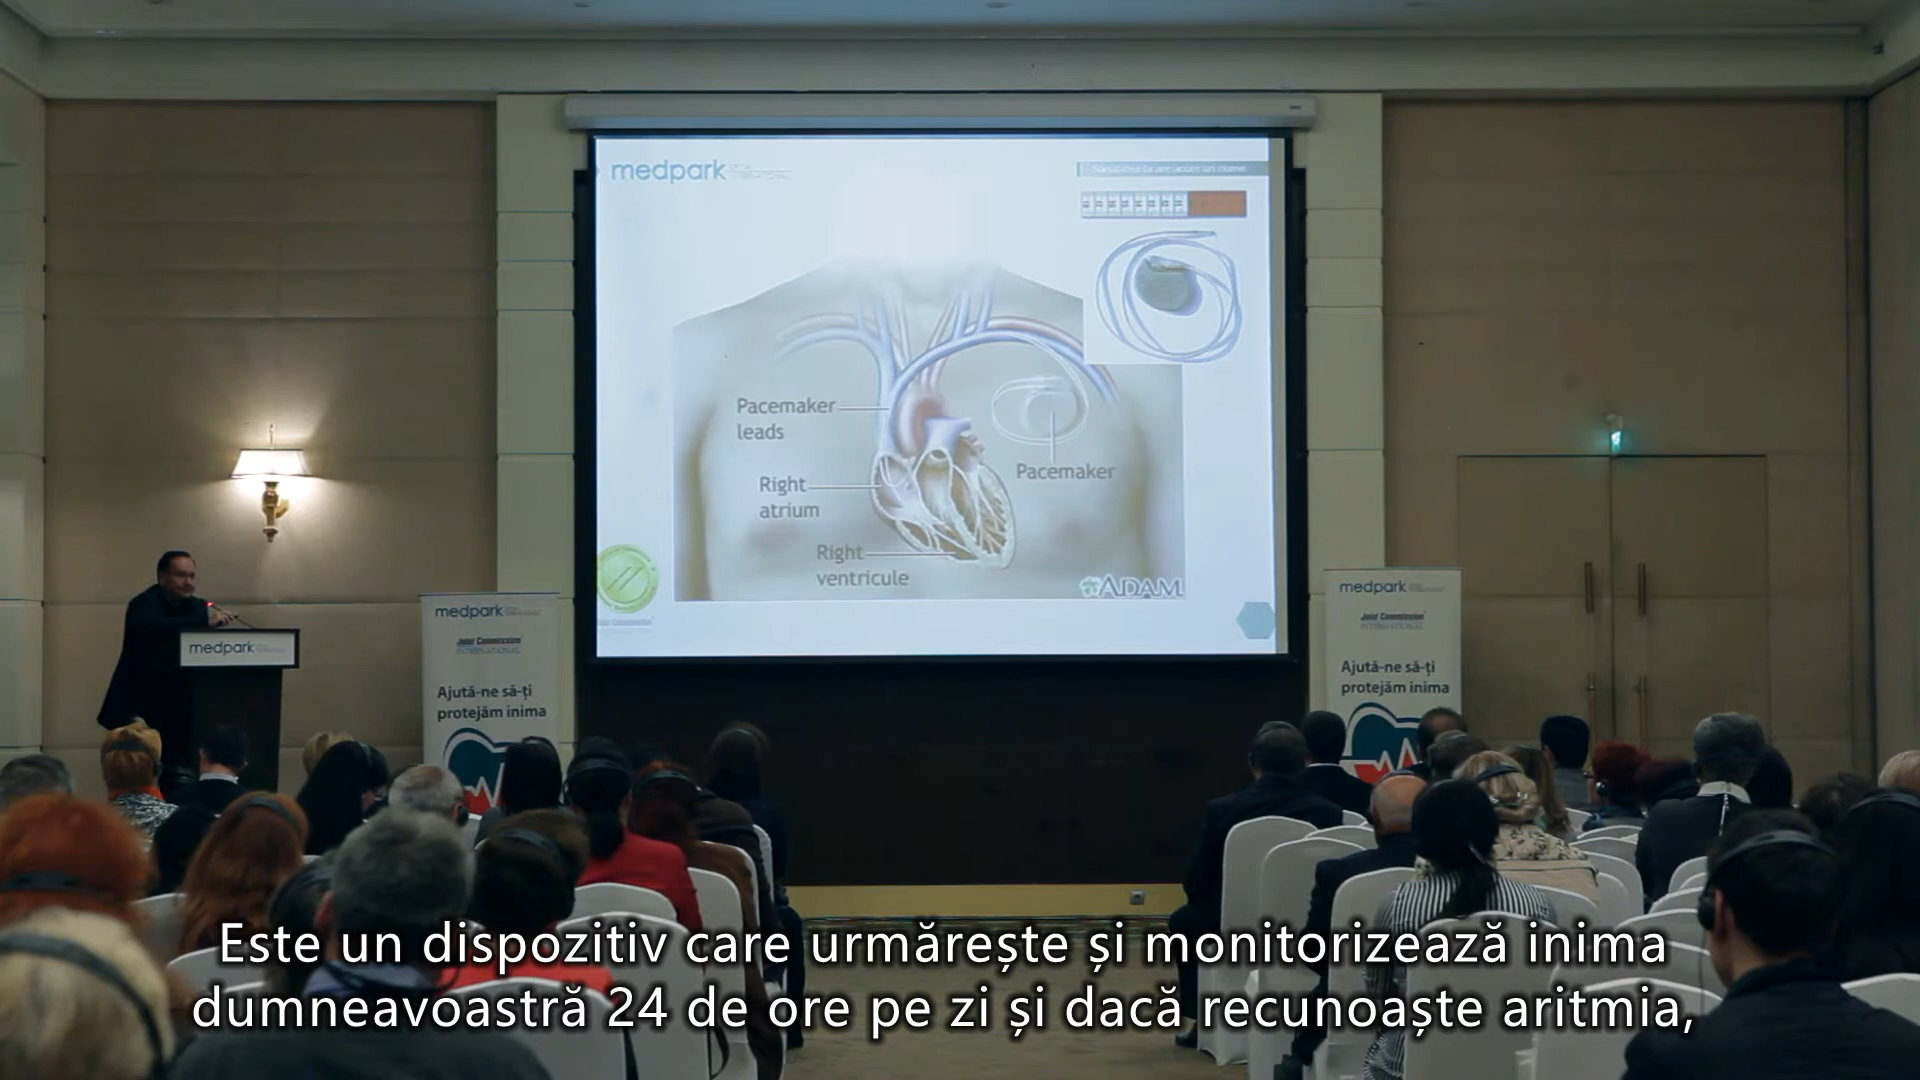 medpark
Pacemaker
leads
Right
atrium
Right
ventricule
Pacemaker
ADAM
medpark
medpark
Joint Commission
INTERNATIONAL
Ajută-ne să-ți
protejăm inima
medpark
Joint Commission
INTERNATIONAL
Ajută-ne să-ți
protejăm inima
Este un dispozitiv care urmărește și monitorizează inima
dumneavoastră 24 de ore pe zi și dacă recunoaște aritmia,